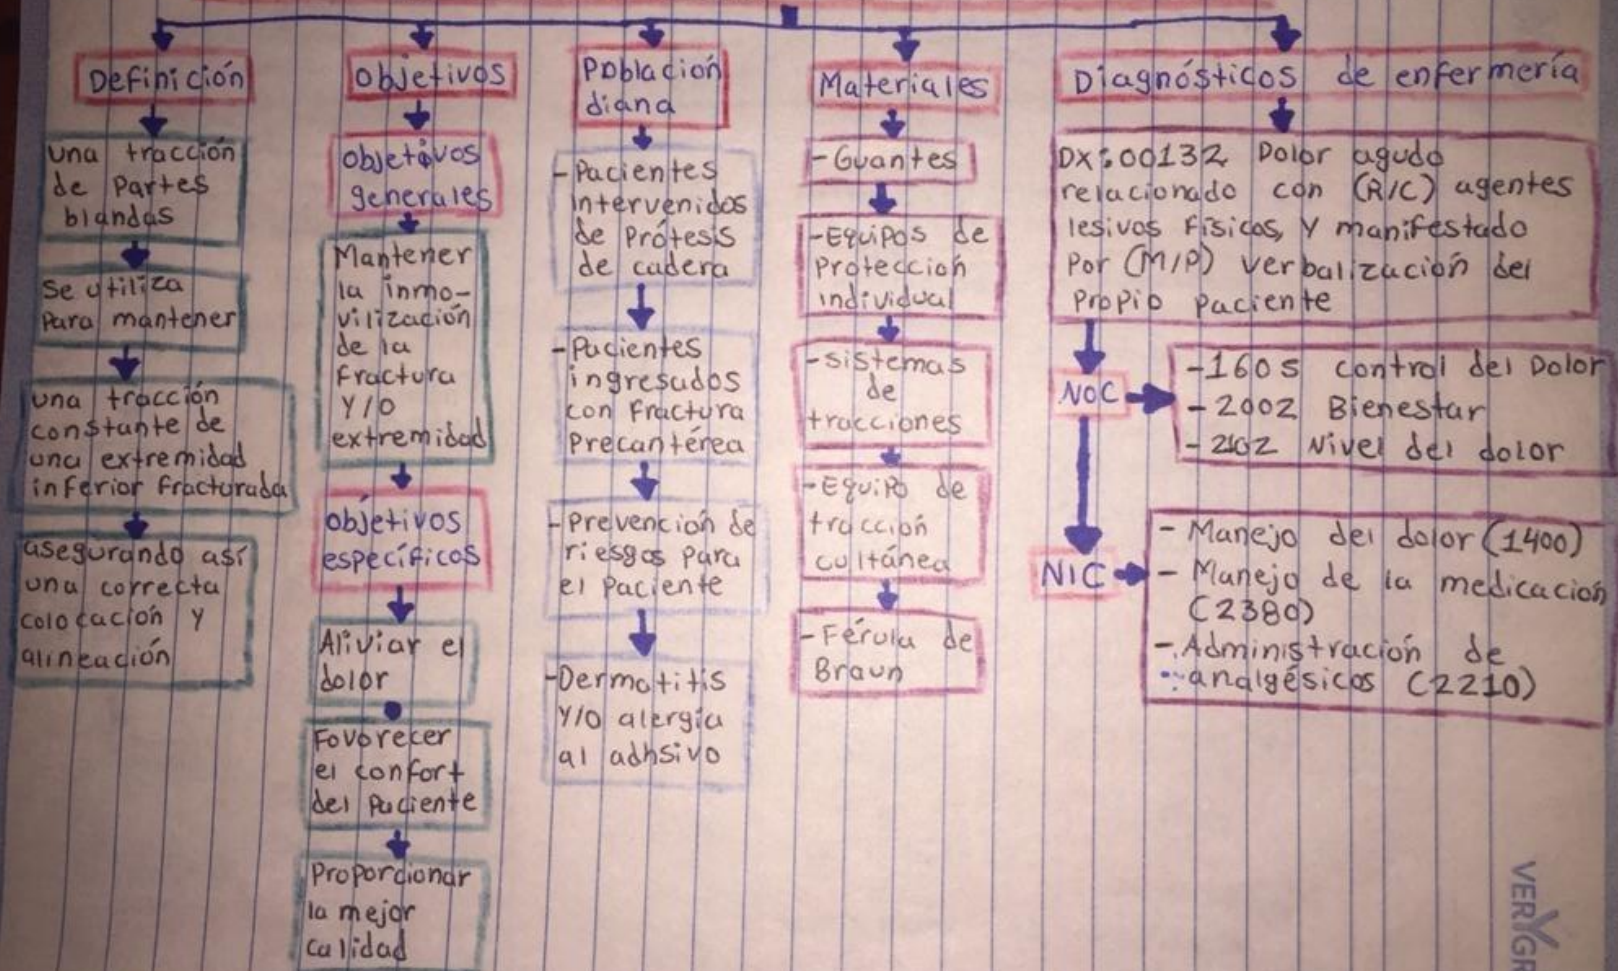 Definición
una tracción
de Partes
blandas
Se utiliza
Para mantener
una tracción
constante de
una extremidad
inferior fracturada
asegurando así
una correcta
colocación y
alineación
objetivos
objetivos
generales
Mantener
la inmo-
vilización
de la
fractura
Y/O
extremidad
objetivos
específicos
Aliviar el
dolor
Favorecer
el confort
del Paciente
Proporcionar
la mejor
calidad
Población
diana
-Pacientes
intervenidos
de Prótesis
de cadera
-Pacientes
ingresados
con fractura
Precantérea
-Prevención de
riesgos para
el Paciente
-Dermatitis
Y/O alergia
al adhsivo
Materiales
-Guantes
-Equipos de
Protección
individual
-sistemas
de
tracciones
-Equipo de
tracción
cultánea
-Férula de
Braun
Diagnósticos de enfermería
DX:00132 Dolor agudo
relacionado con (R/C) agentes
lesivos Físicos, Y manifestado
Por (M/P) verbalización del
Propio Paciente
NOC
-1605 control del Dolor
-2002 Bienestar
-2102 Nivel del dolor
NIC
- Manejo del dolor (1400)
- Manejo de la medicación
(2380)
-Administración de
analgésicos (2210)
VERYGR